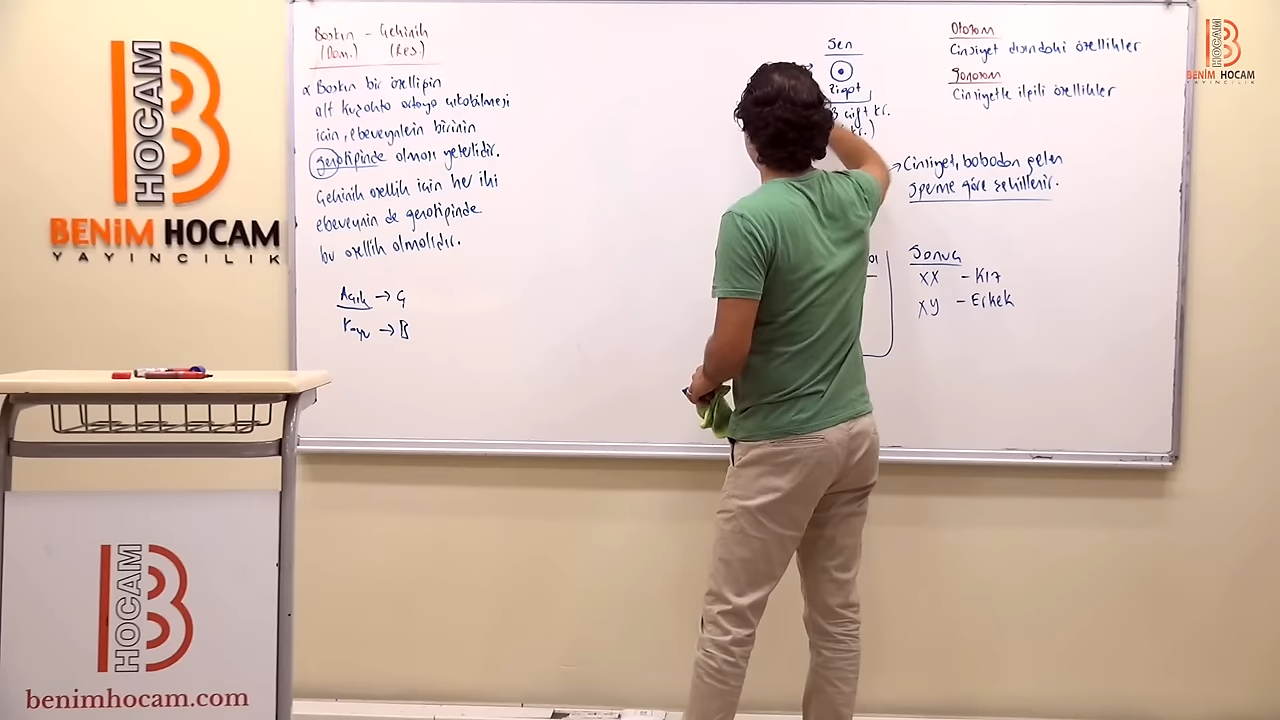 Baskın - Çekinik
(Dom.) (Res)
Baskın bir özelliğin
alt kuşakta ortaya çıkabilmesi
için, ebeveynlerin birinin
genotipinde olması yeterlidir.
Çekinik özellik için her iki
ebeveynin de genotipinde
bu özellik olmalıdır.
Açık → Ç
Koyu → B
Sen
Zigot
çift kr.
kr.)
Otozom
Cinsiyet dışındaki özellikler
Gonozom
Cinsiyetle ilgili özellikler
→ Cinsiyet, babadan gelen
sperme göre şekillenir.
Sonuç
XX - Kız
XY - Erkek
HOCAM
BENİM HOCAM
YAYINCILIK
HOCAM
BENİM HOCAM
YAYINCILIK
HOCAM
benimhocam.com